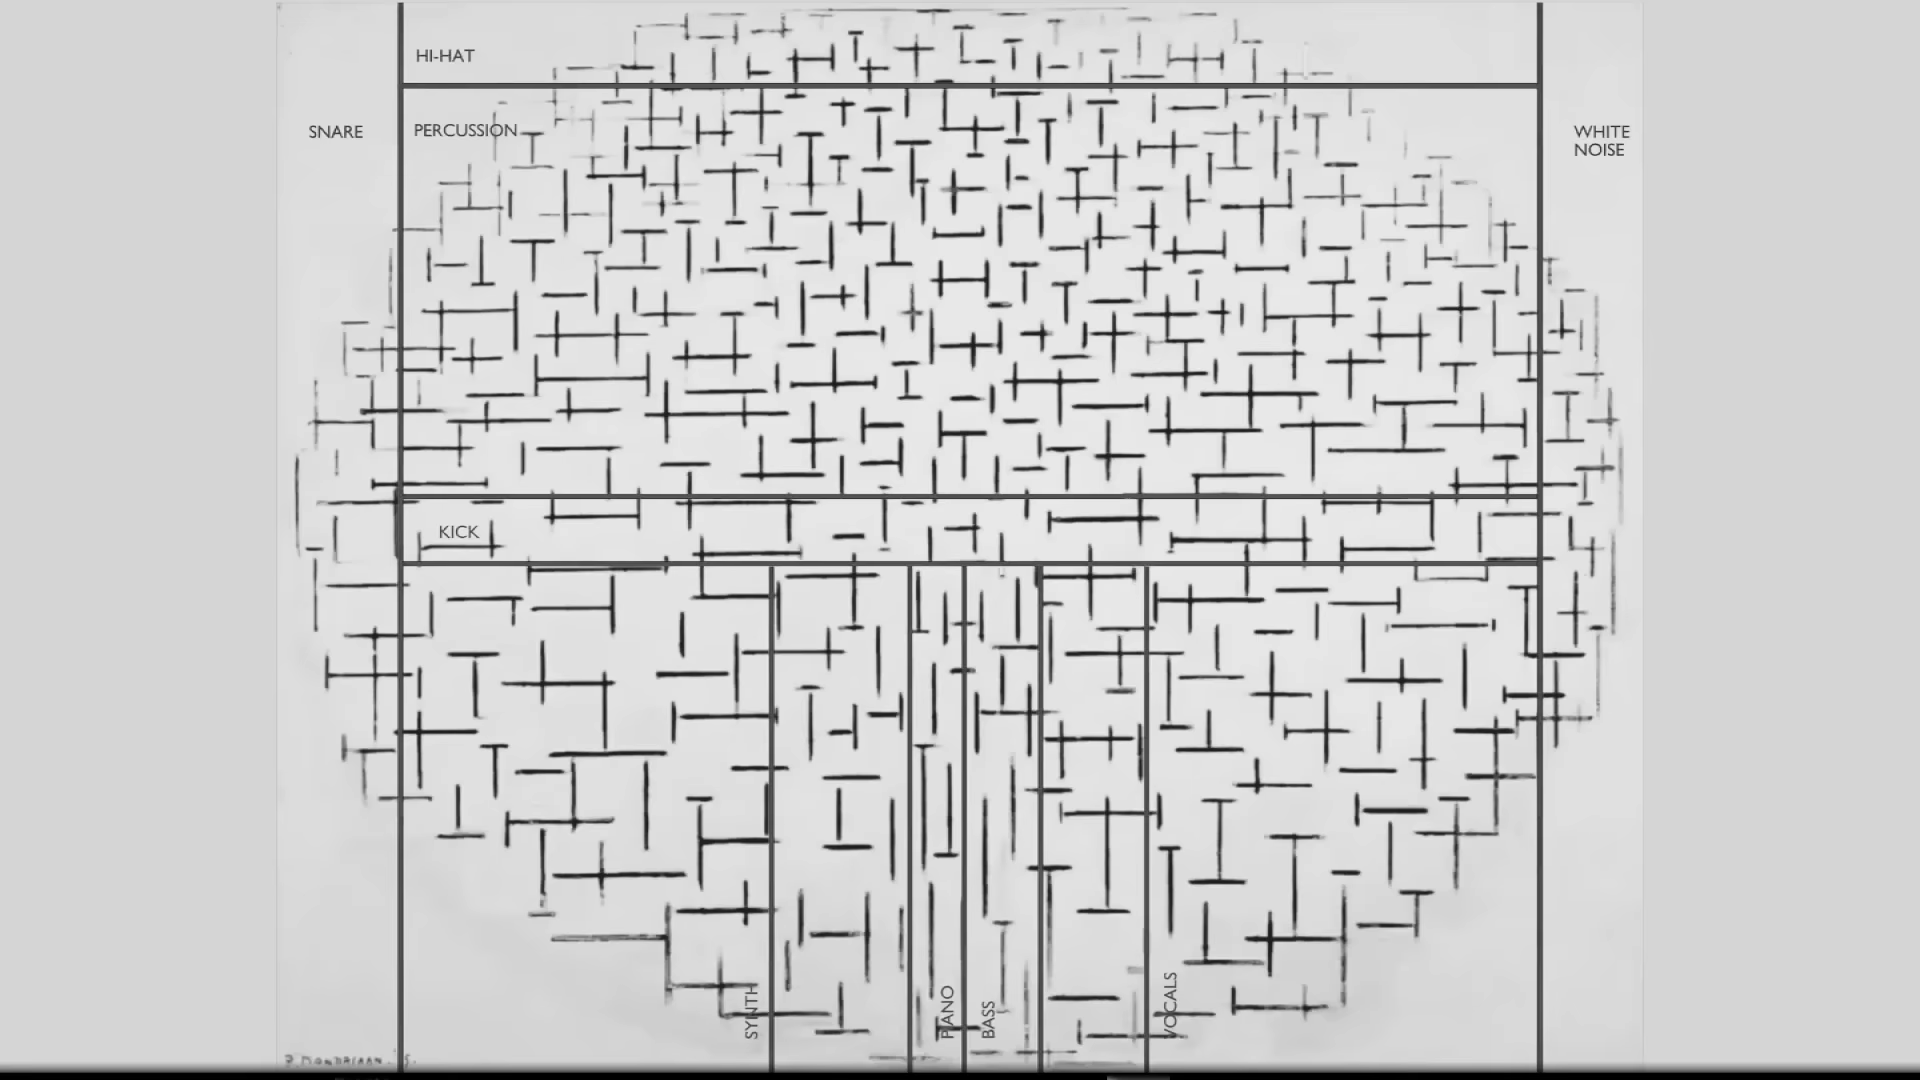 HI-HAT
SNARE
PERCUSSION
WHITE
NOISE
KICK
SYNTH
PIANO
BASS
VOCALS